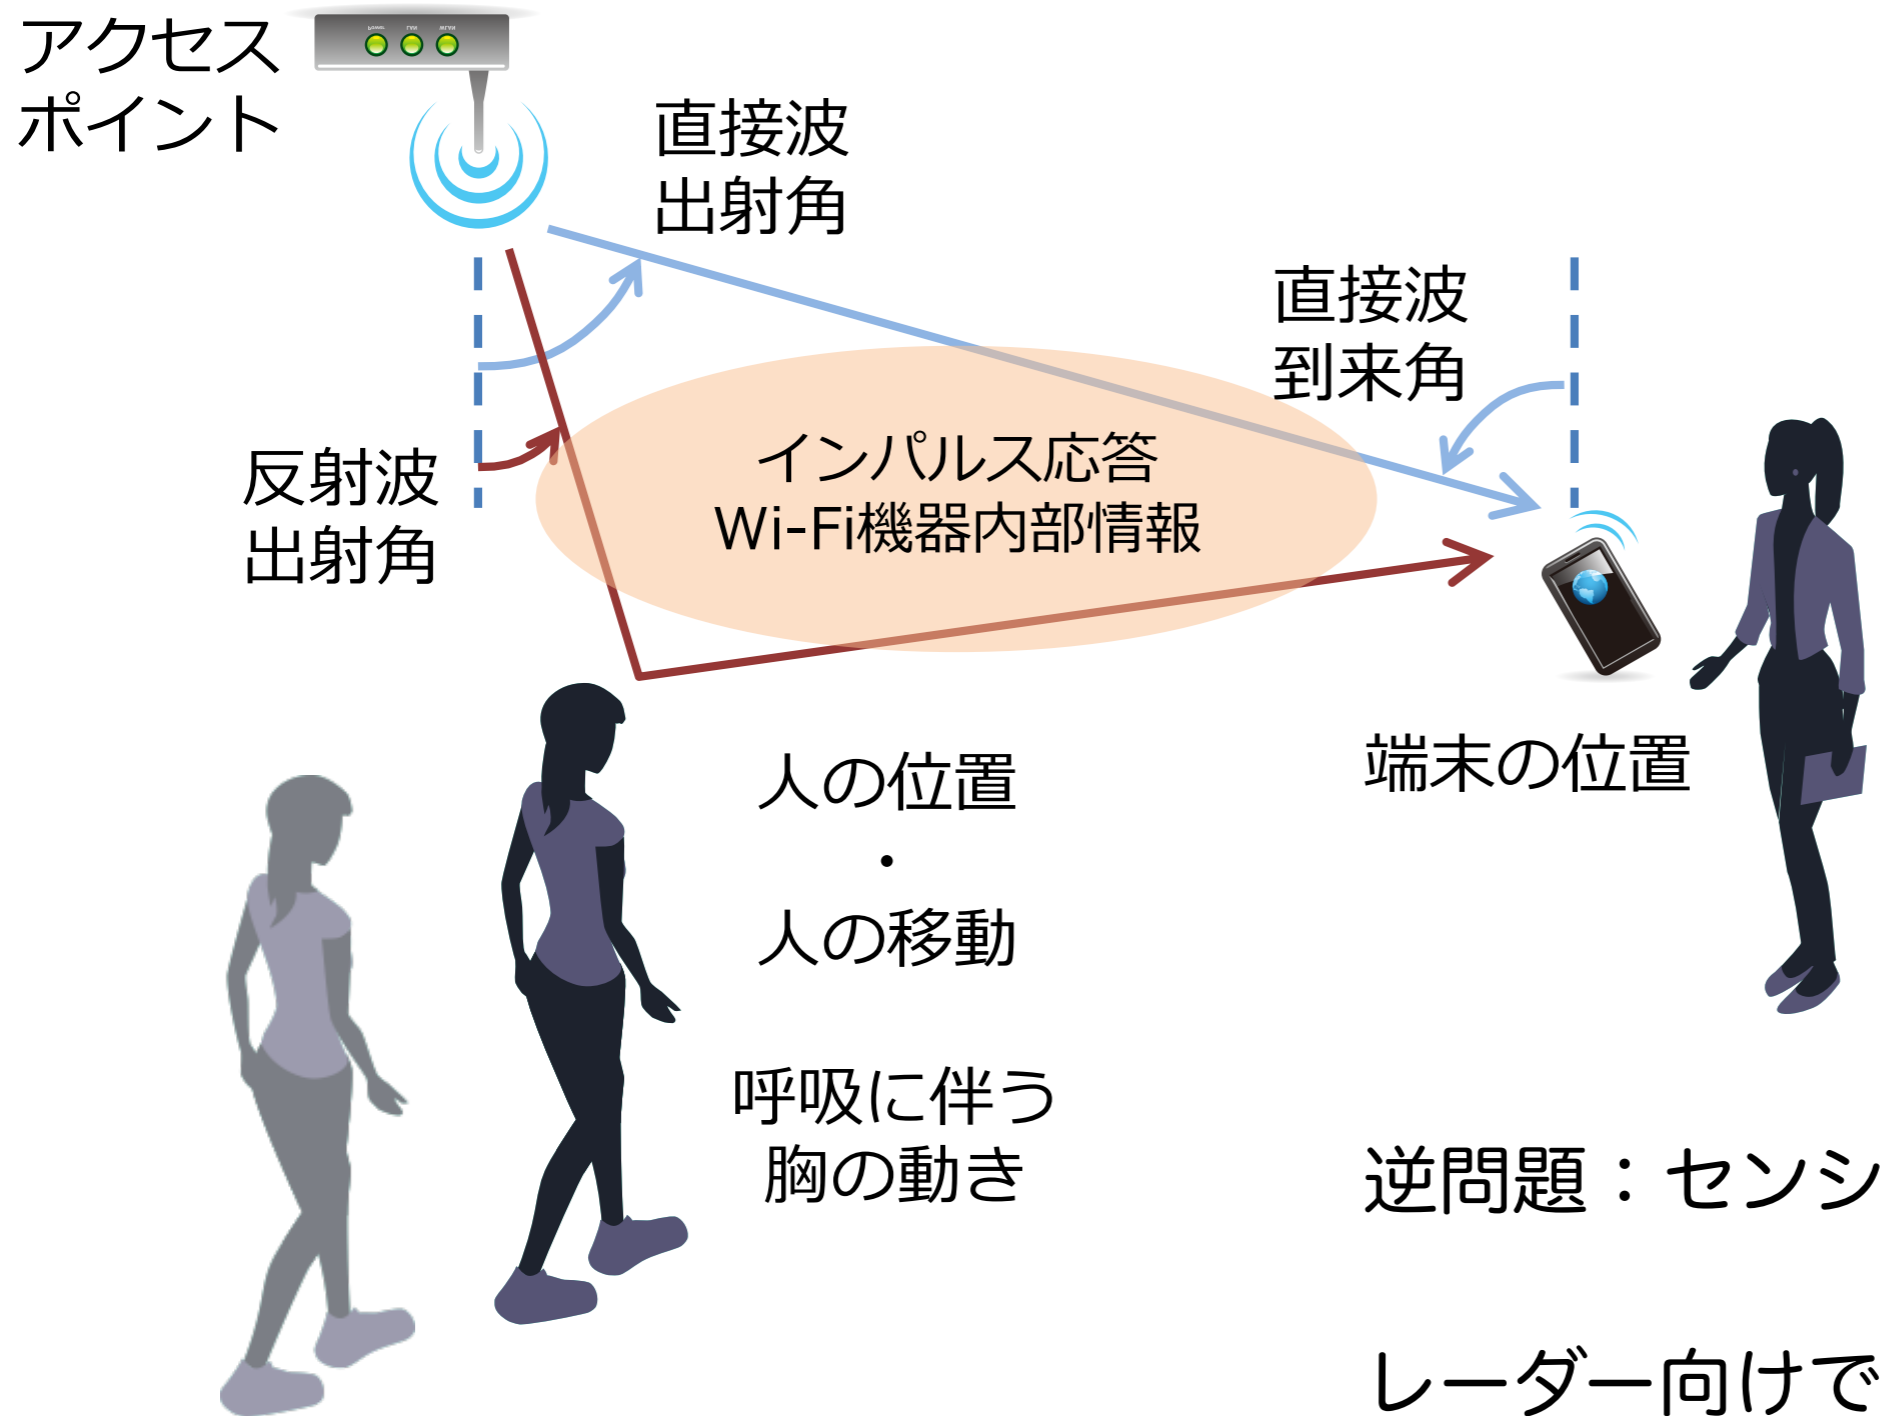 アクセス
ポイント
Power LAN WLAN
直接波
出射角
直接波
到来角
反射波
出射角
インパルス応答
Wi-Fi機器内部情報
人の位置
・
人の移動
端末の位置
呼吸に伴う
胸の動き
逆問題：センシ
レーダー向けで